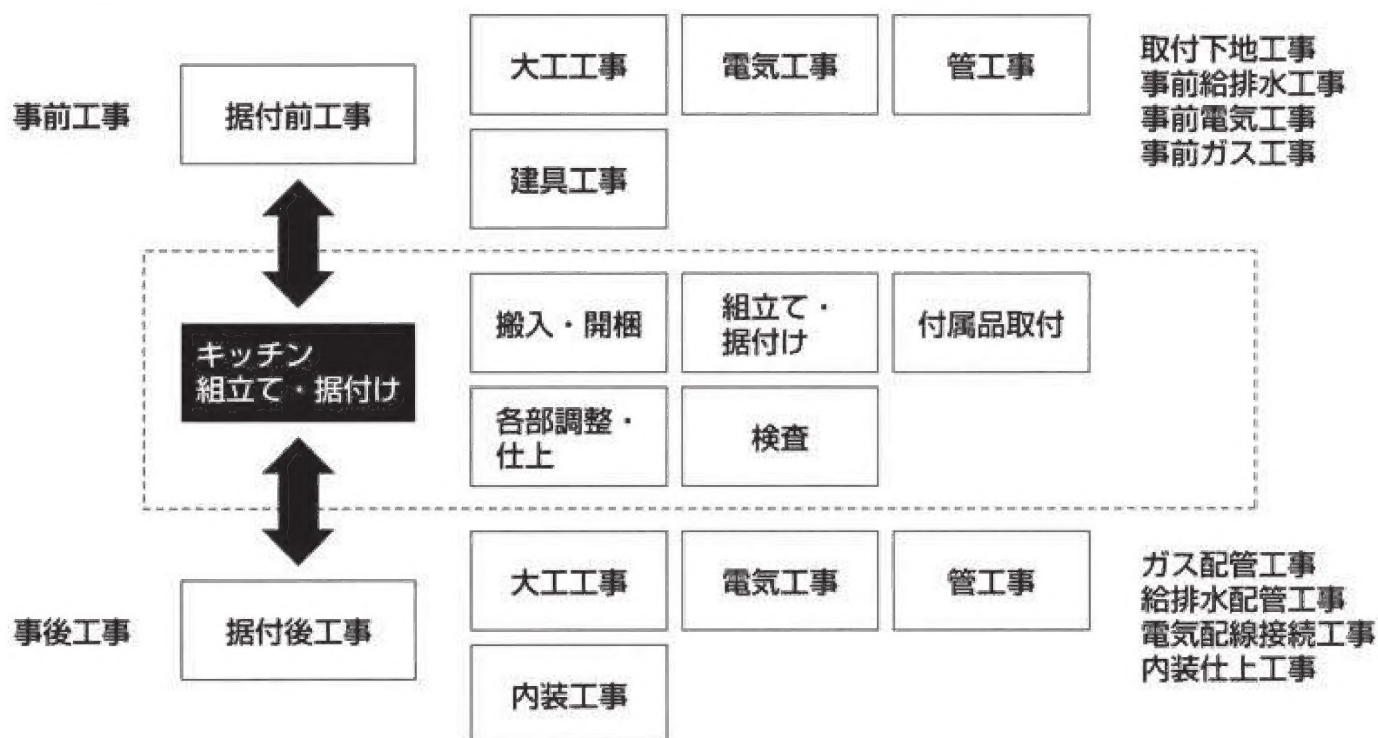 事前工事
据付前工事
大工工事
電気工事
管工事
建具工事
取付下地工事
事前給排水工事
事前電気工事
事前ガス工事
キッチン
組立て・据付け
搬入・開梱
組立て・
据付け
付属品取付
各部調整・
仕上
検査
事後工事
据付後工事
大工工事
電気工事
管工事
内装工事
ガス配管工事
給排水配管工事
電気配線接続工事
内装仕上工事